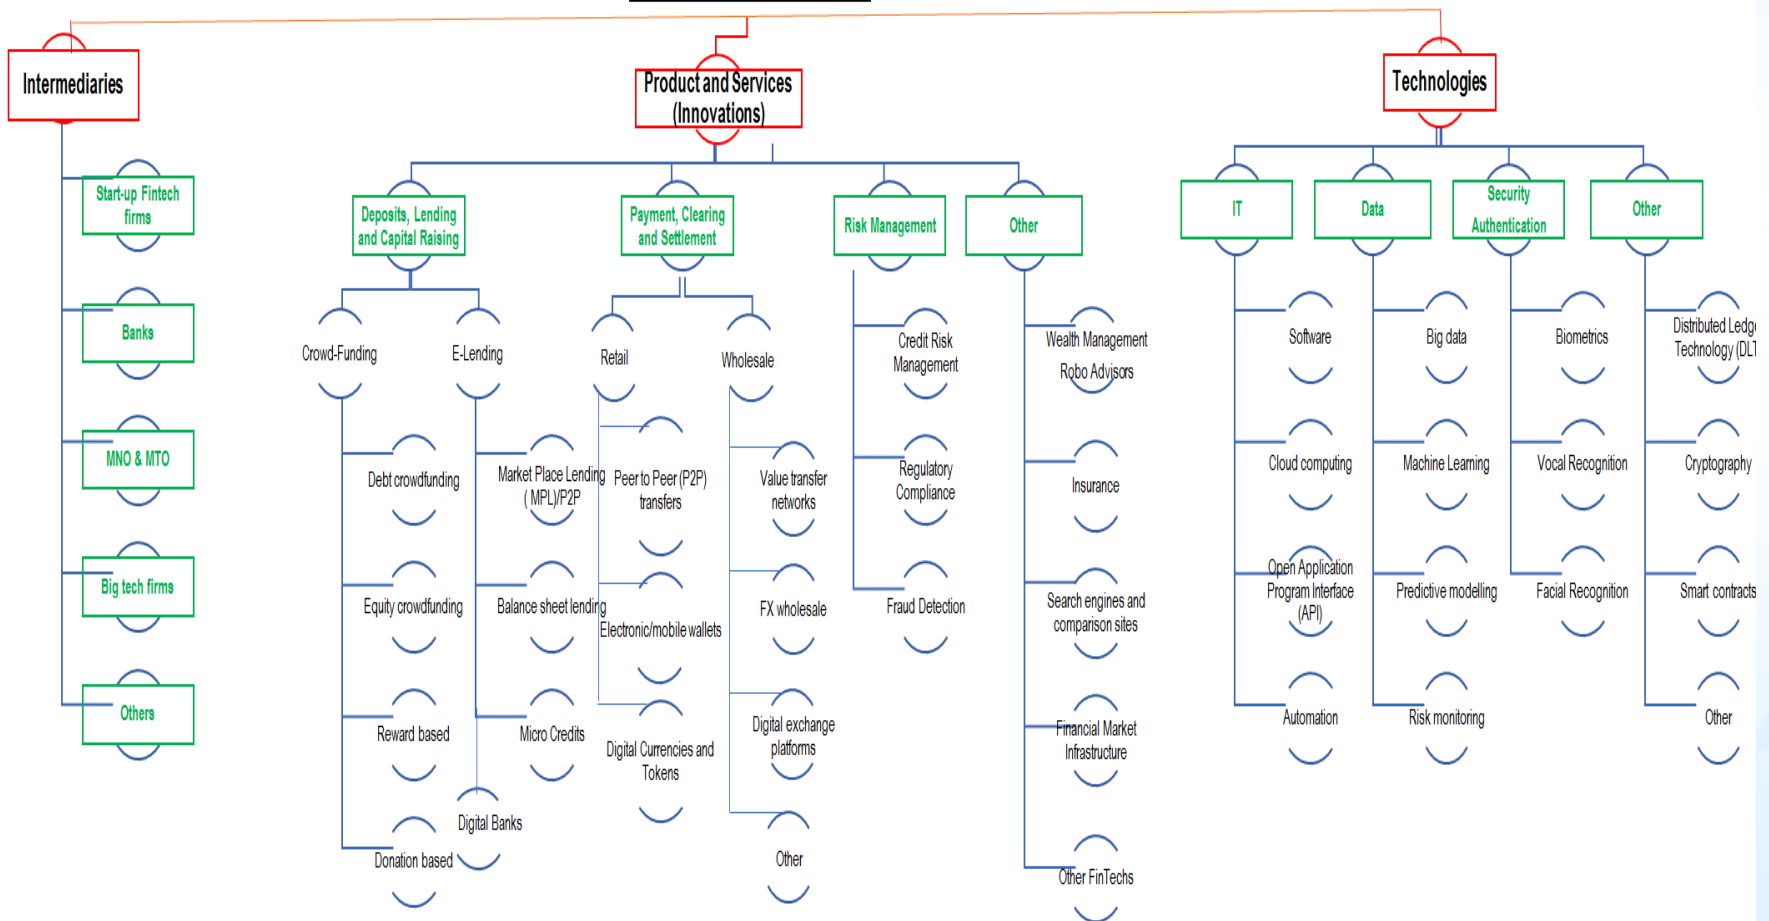 Intermediaries
Product and Services
(Innovations)
Technologies
Start-up Fintech
firms
Banks
MNO & MTO
Big tech firms
Others
Deposits, Lending
and Capital Raising
Payment, Clearing
and Settlement
Risk Management
Other
IT
Data
Security
Authentication
Other
Crowd-Funding
E-Lending
Retail
Wholesale
Debt crowdfunding
Equity crowdfunding
Reward based
Donation based
Market Place Lending
( MPL)/P2P
Balance sheet lending
Micro Credits
Digital Banks
Peer to Peer (P2P)
transfers
Electronic/mobile wallets
Digital Currencies and
Tokens
Value transfer
networks
FX wholesale
Digital exchange
platforms
Other
Credit Risk
Management
Regulatory
Compliance
Fraud Detection
Wealth Management
Robo Advisors
Insurance
Search engines and
comparison sites
Financial Market
Infrastructure
Other FinTechs
Software
Cloud computing
Open Application
Program Interface
(API)
Automation
Big data
Machine Learning
Predictive modelling
Risk monitoring
Biometrics
Vocal Recognition
Facial Recognition
Distributed Ledge
Technology (DLT
Cryptography
Smart contracts
Other